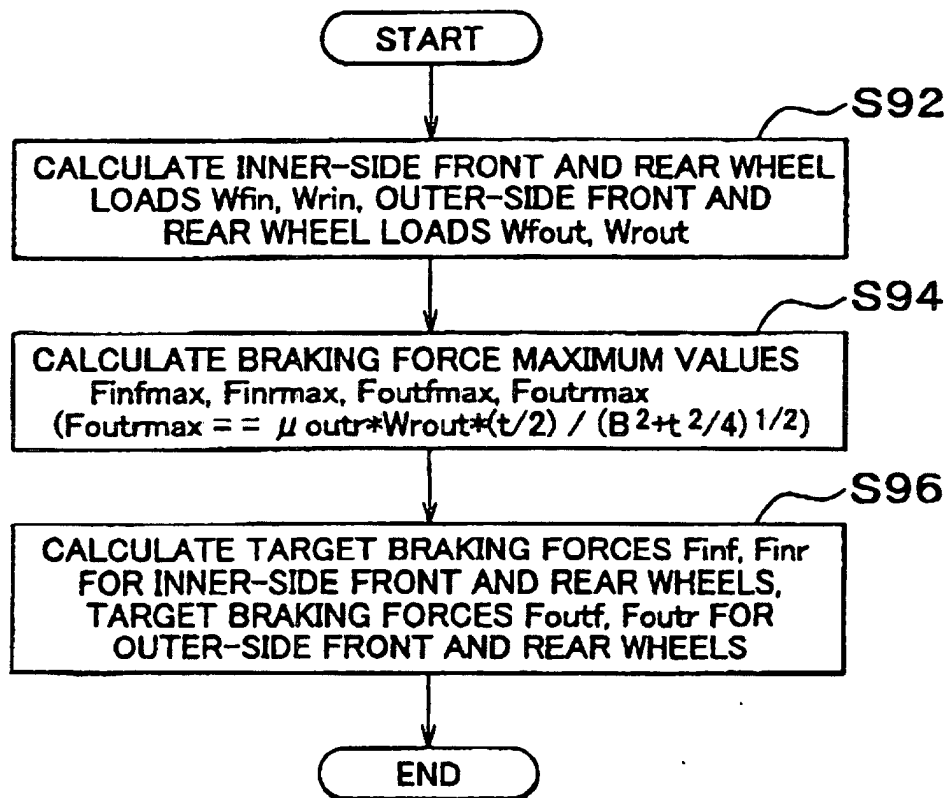 START
S92
CALCULATE INNER-SIDE FRONT AND REAR WHEEL
LOADS Wfin, Wrin, OUTER-SIDE FRONT AND
REAR WHEEL LOADS Wfout, Wrout
S94
CALCULATE BRAKING FORCE MAXIMUM VALUES
Finfmax, Finrmax, Foutfmax, Foutrmax
(Foutrmax = = μ outr*Wrout*(t/2) / (B²+t²/4)¹/²)
S96
CALCULATE TARGET BRAKING FORCES Finf, Finr
FOR INNER-SIDE FRONT AND REAR WHEELS,
TARGET BRAKING FORCES Foutf, Foutr FOR
OUTER-SIDE FRONT AND REAR WHEELS
END